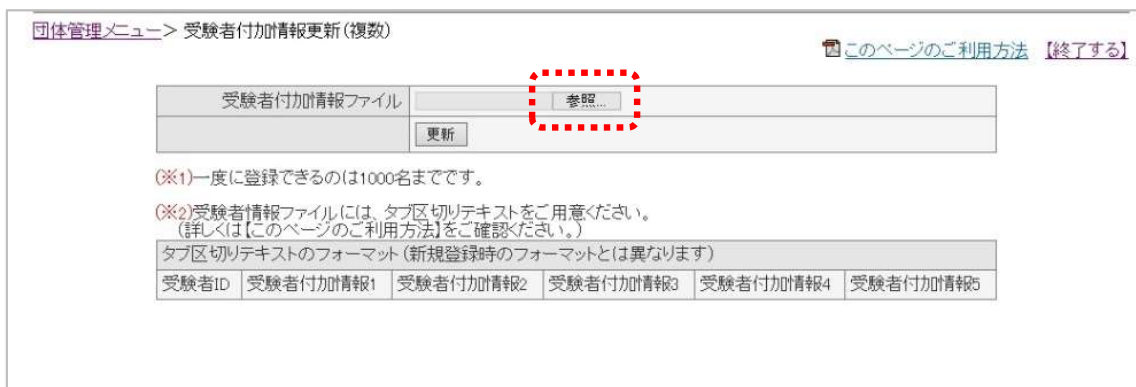 団体管理メニュー＞ 受験者付加情報更新(複数)
このページのご利用方法 【終了する】
受験者付加情報ファイル 参照...
更新
(※1)一度に登録できるのは1000名までです。
(※2)受験者情報ファイルには、タブ区切りテキストをご用意ください。
(詳しくは【このページのご利用方法】をご確認ください。)
タブ区切りテキストのフォーマット(新規登録時のフォーマットとは異なります)
受験者ID 受験者付加情報1 受験者付加情報2 受験者付加情報3 受験者付加情報4 受験者付加情報5